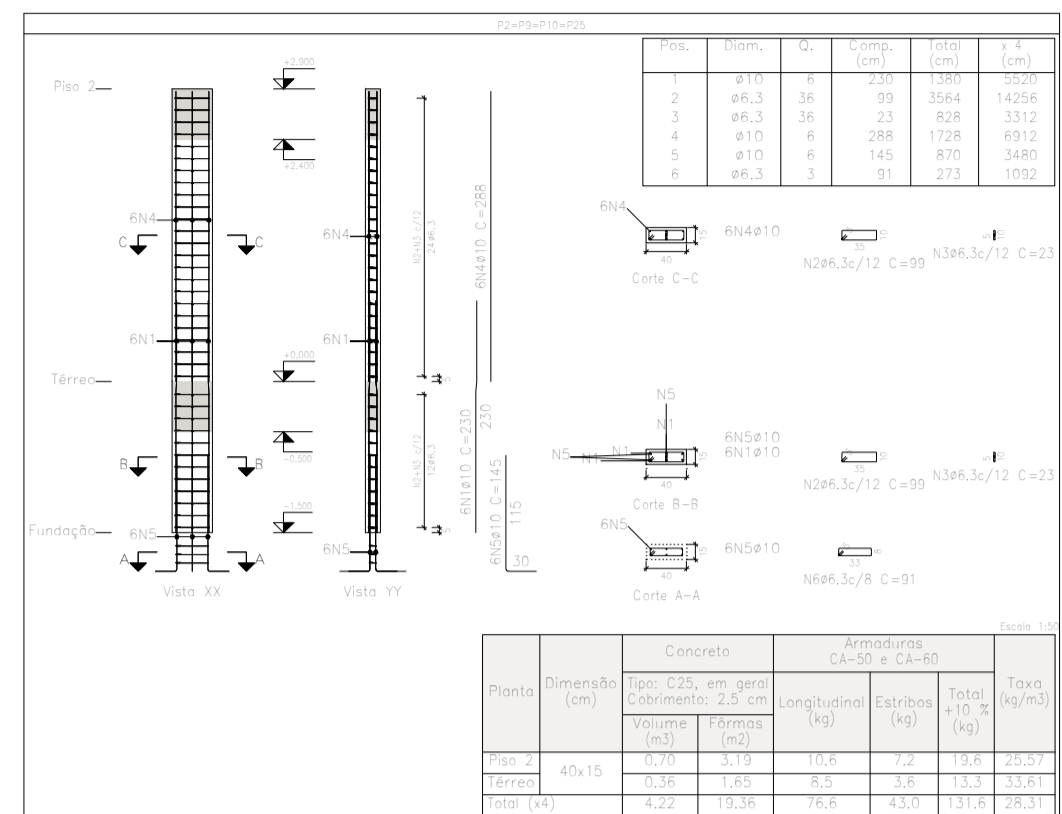 P2=P9=P10=P25
Pos. Diam. Q. Comp. (cm) Total (cm) x 4 (cm)
1 ø10 6 230 1380 5520
2 ø6.3 36 99 3564 14256
3 ø6.3 36 23 828 3312
4 ø10 6 288 1728 6912
5 ø10 6 145 870 3480
6 ø6.3 3 91 273 1092
Piso 2
+2.900
+2.400
6N4
C C
6N1
Térreo
+0.000
-0.500
B B
-1.500
Fundação
6N5
A A
Vista XX
6N4
6N1
6N5
Vista YY
N2+N3 c/12
24ø6.3
5
N2+N3 c/12
12ø6.3
5
6N4ø10 C=288
6N1ø10 C=230
230
6N5ø10 C=145
115
30
6N4
15
40
6N4ø10
Corte C-C
5
35
10
N2ø6.3c/12 C=99
5
10
N3ø6.3c/12 C=23
N5
N1
N5
N1
N1
15
40
6N5ø10
6N1ø10
Corte B-B
5
35
10
N2ø6.3c/12 C=99
5
10
N3ø6.3c/12 C=23
6N5
15
40
6N5ø10
Corte A-A
5
33
8
N6ø6.3c/8 C=91
Escala 1:50
Planta Dimensão (cm) Concreto Armaduras CA-50 e CA-60 Taxa (kg/m3)
Tipo: C25, em geral
Cobrimento: 2.5 cm
Longitudinal (kg) Estribos (kg) Total +10 % (kg)
Volume (m3) Fôrmas (m2)
Piso 2 40x15 0.70 3.19 10.6 7.2 19.6 25.57
Térreo 0.36 1.65 8.5 3.6 13.3 33.61
Total (x4) 4.22 19.36 76.6 43.0 131.6 28.31